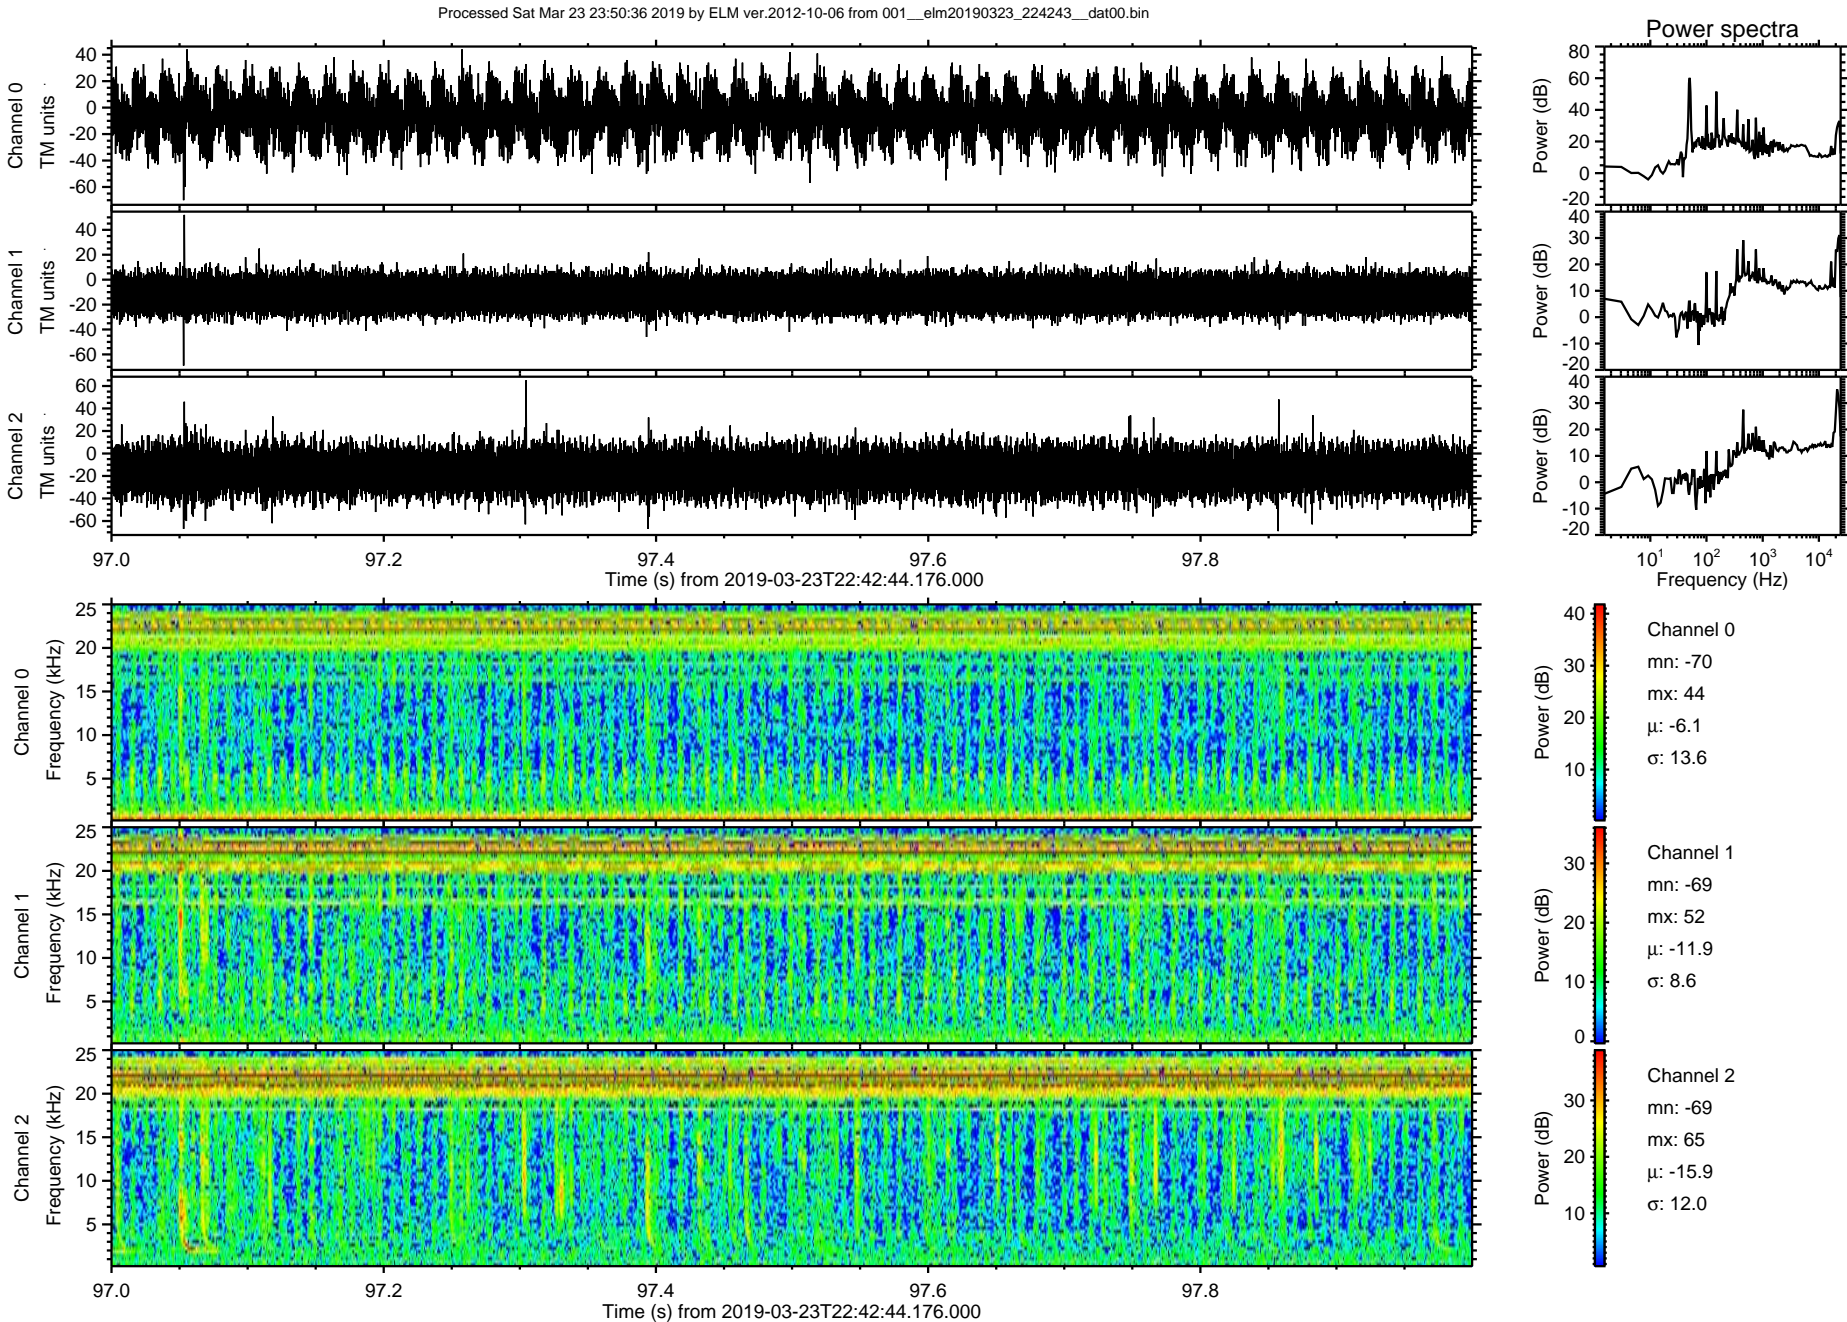 Processed Sat Mar 23 23:50:36 2019 by ELM ver.2012-10-06 from 001__elm20190323_224243__dat00.bin
Power spectra
Channel 0
TM units
40
20
0
-20
-40
-60
Power (dB)
80
60
40
20
0
-20
Channel 1
TM units
40
20
0
-20
-40
-60
Power (dB)
40
30
20
10
0
-10
-20
Channel 2
TM units
60
40
20
0
-20
-40
-60
Power (dB)
40
30
20
10
0
-10
-20
97.0 97.2 97.4 97.6 97.8
Time (s) from 2019-03-23T22:42:44.176.000
10^1 10^2 10^3 10^4
Frequency (Hz)
Channel 0
Frequency (kHz)
25
20
15
10
5
Power (dB)
40
30
20
10
Channel 0
mn: -70
mx: 44
μ: -6.1
σ: 13.6
Channel 1
Frequency (kHz)
25
20
15
10
5
Power (dB)
30
20
10
0
Channel 1
mn: -69
mx: 52
μ: -11.9
σ: 8.6
Channel 2
Frequency (kHz)
25
20
15
10
5
Power (dB)
30
20
10
Channel 2
mn: -69
mx: 65
μ: -15.9
σ: 12.0
97.0 97.2 97.4 97.6 97.8
Time (s) from 2019-03-23T22:42:44.176.000